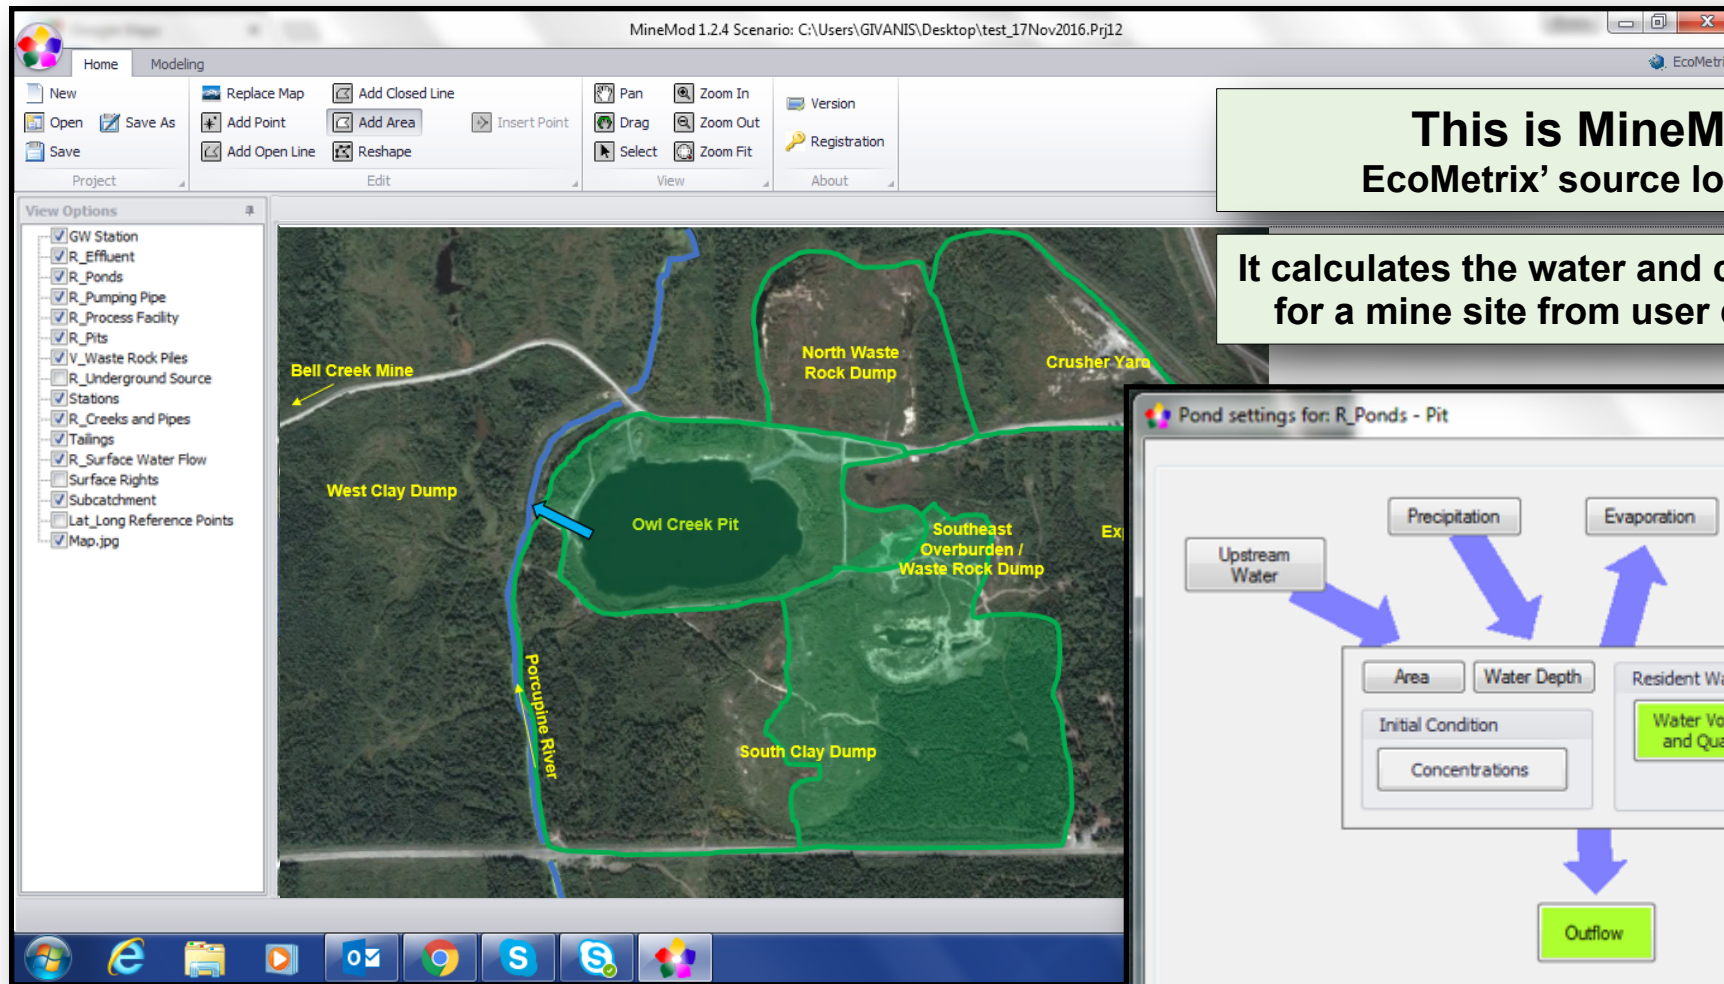 MineMod 1.2.4 Scenario: C:\Users\GIVANIS\Desktop\test_17Nov2016.Prj12
Home Modeling
EcoMetri
New
Open Save As
Save
Project
Replace Map Add Closed Line
Add Point Add Area Insert Point
Add Open Line Reshape
Edit
Pan Zoom In
Drag Zoom Out
Select Zoom Fit
View
Version
Registration
About
This is MineM
EcoMetrix’ source lo
It calculates the water and
for a mine site from user
View Options
GW Station
R_Effluent
R_Ponds
R_Pumping Pipe
R_Process Facility
R_Pits
V_Waste Rock Piles
R_Underground Source
Stations
R_Creeks and Pipes
Tailings
R_Surface Water Flow
Surface Rights
Subcatchment
Lat_Long Reference Points
Map.jpg
Bell Creek Mine
North Waste
Rock Dump
Crusher Yard
West Clay Dump
Owl Creek Pit
Southeast
Overburden /
Waste Rock Dump
Ex
South Clay Dump
Porcupine River
Pond settings for: R_Ponds - Pit
Precipitation
Evaporation
Upstream
Water
Area
Water Depth
Resident Wa
Initial Condition
Concentrations
Water Vo
and Qua
Outflow